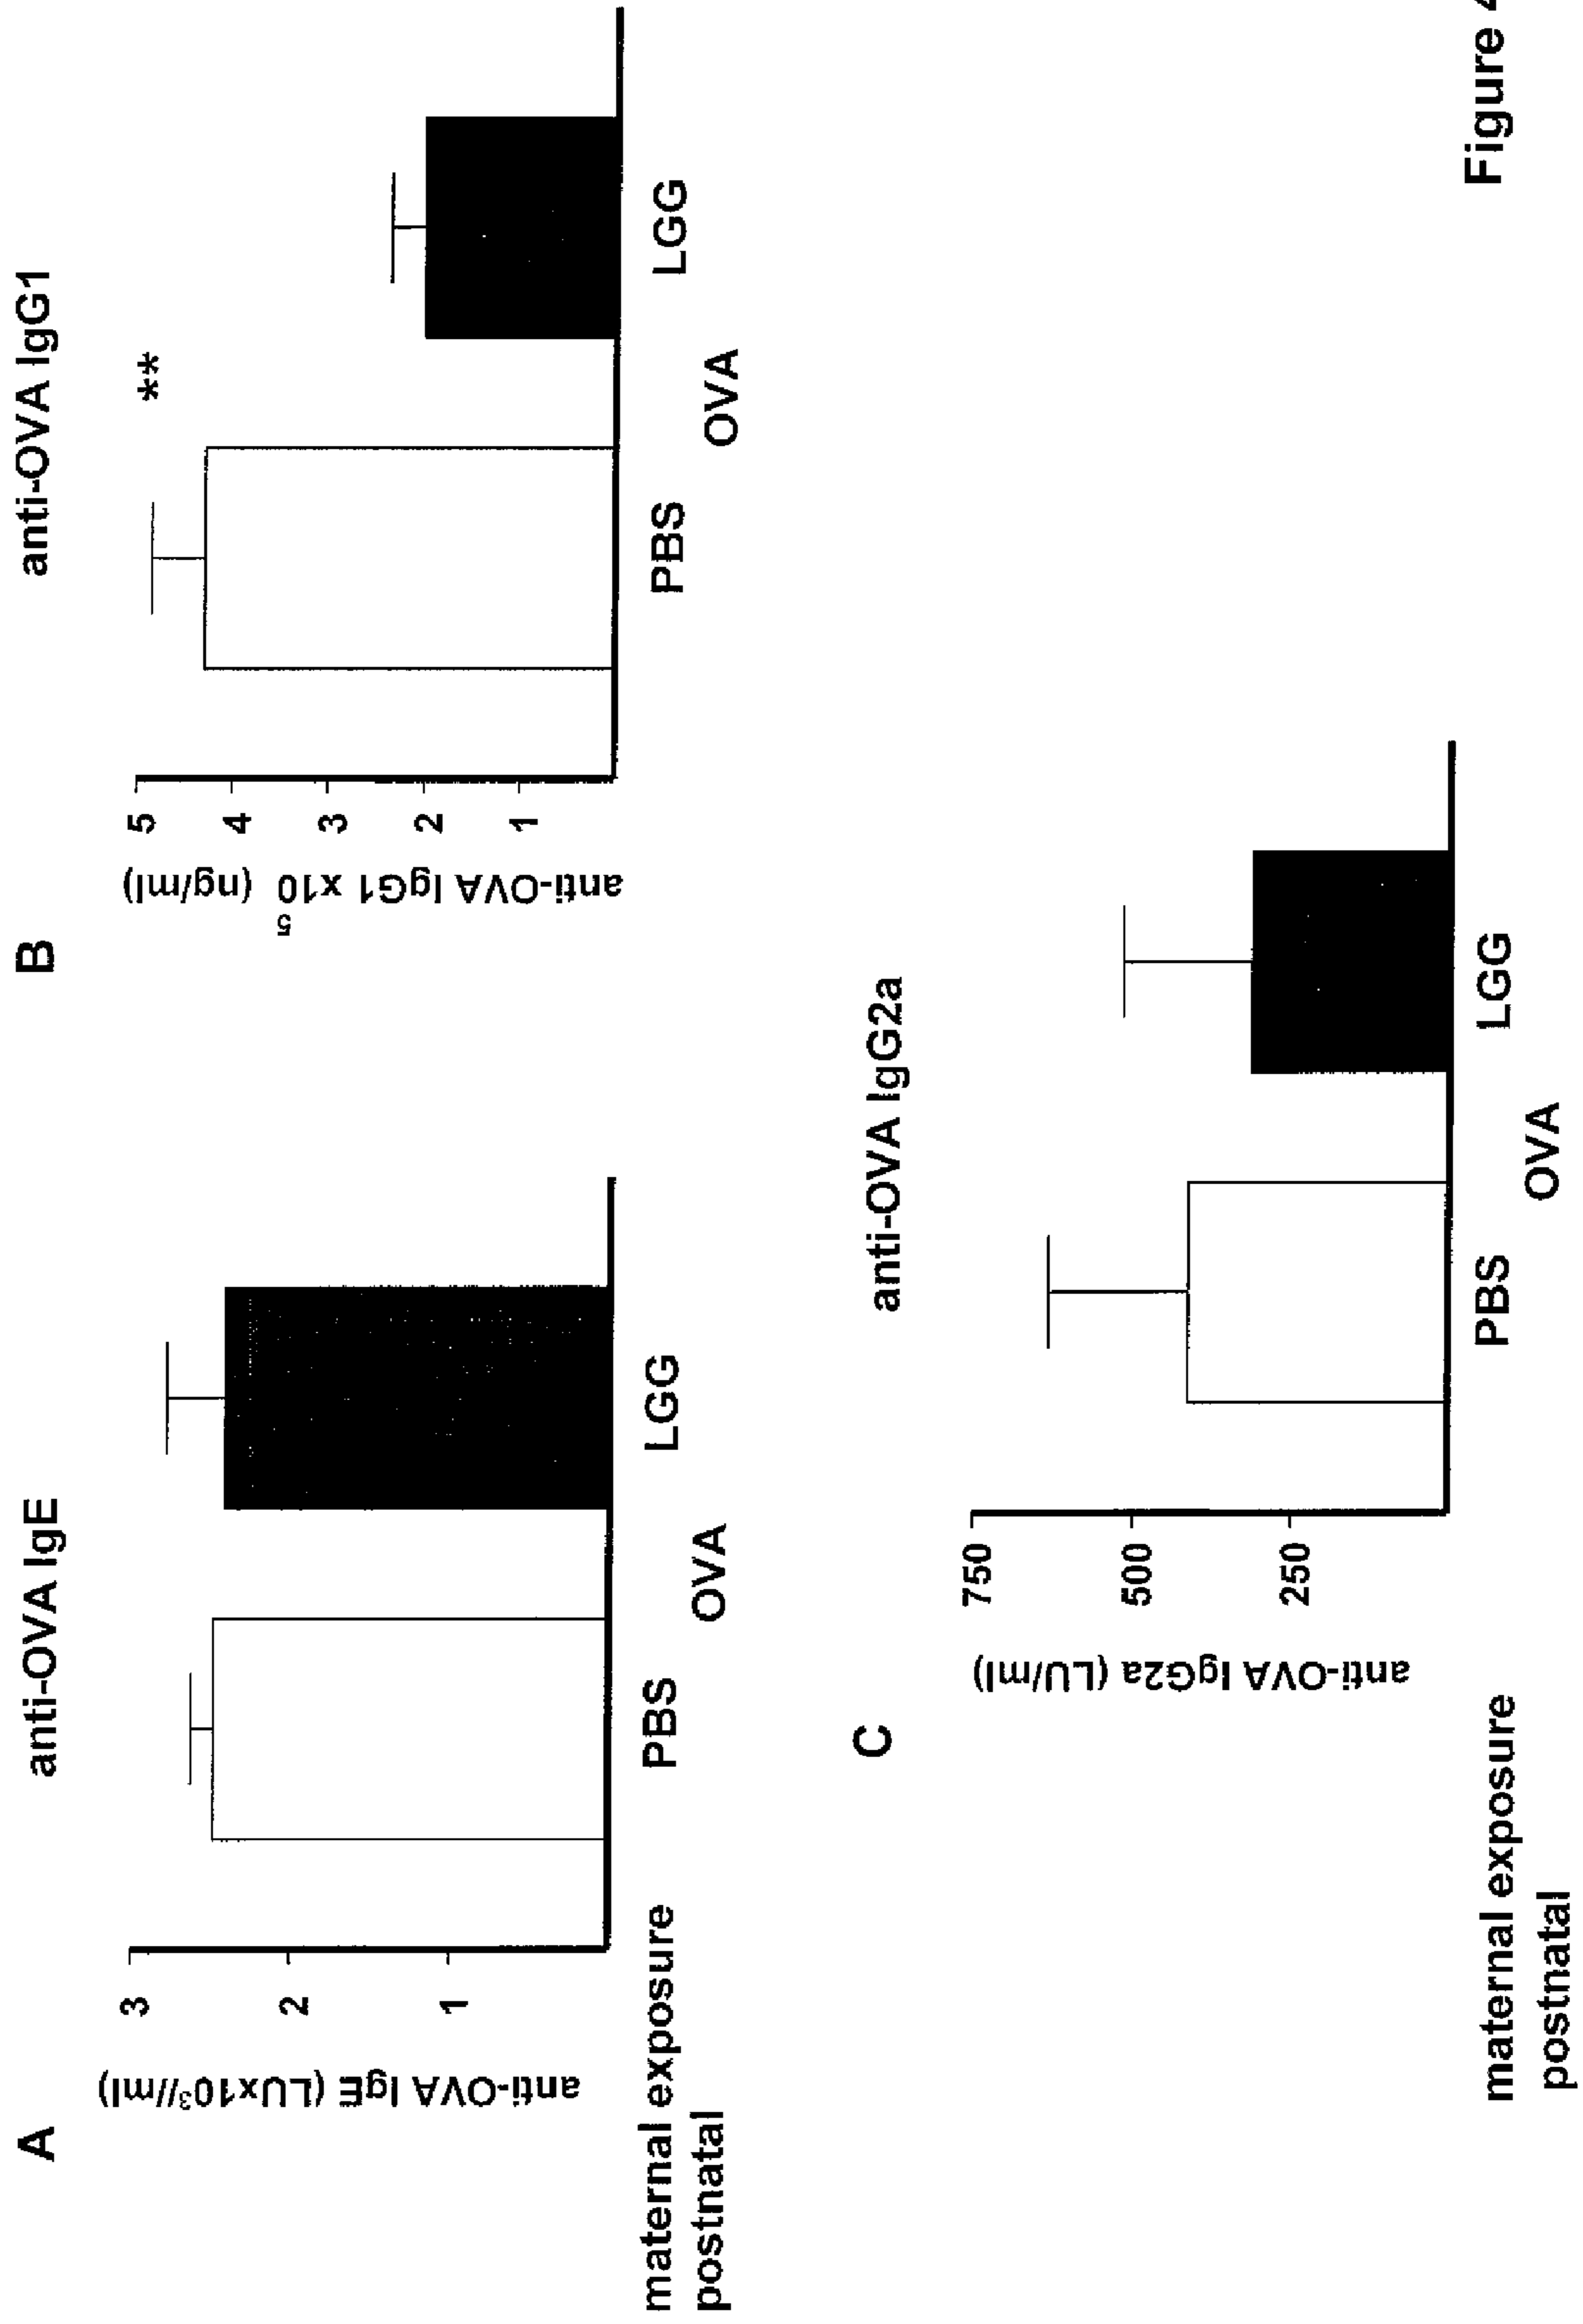 A
anti-OVA IgE
anti-OVA IgE (LUx10³//ml)
3
2
1
PBS
LGG
maternal exposure
postnatal
OVA
B
anti-OVA IgG1
anti-OVA IgG1 x10⁵ (ng/ml)
5
4
3
2
1
**
PBS
LGG
OVA
C
anti-OVA IgG2a
anti-OVA IgG2a (LU/ml)
750
500
250
PBS
LGG
maternal exposure
postnatal
OVA
Figure 4